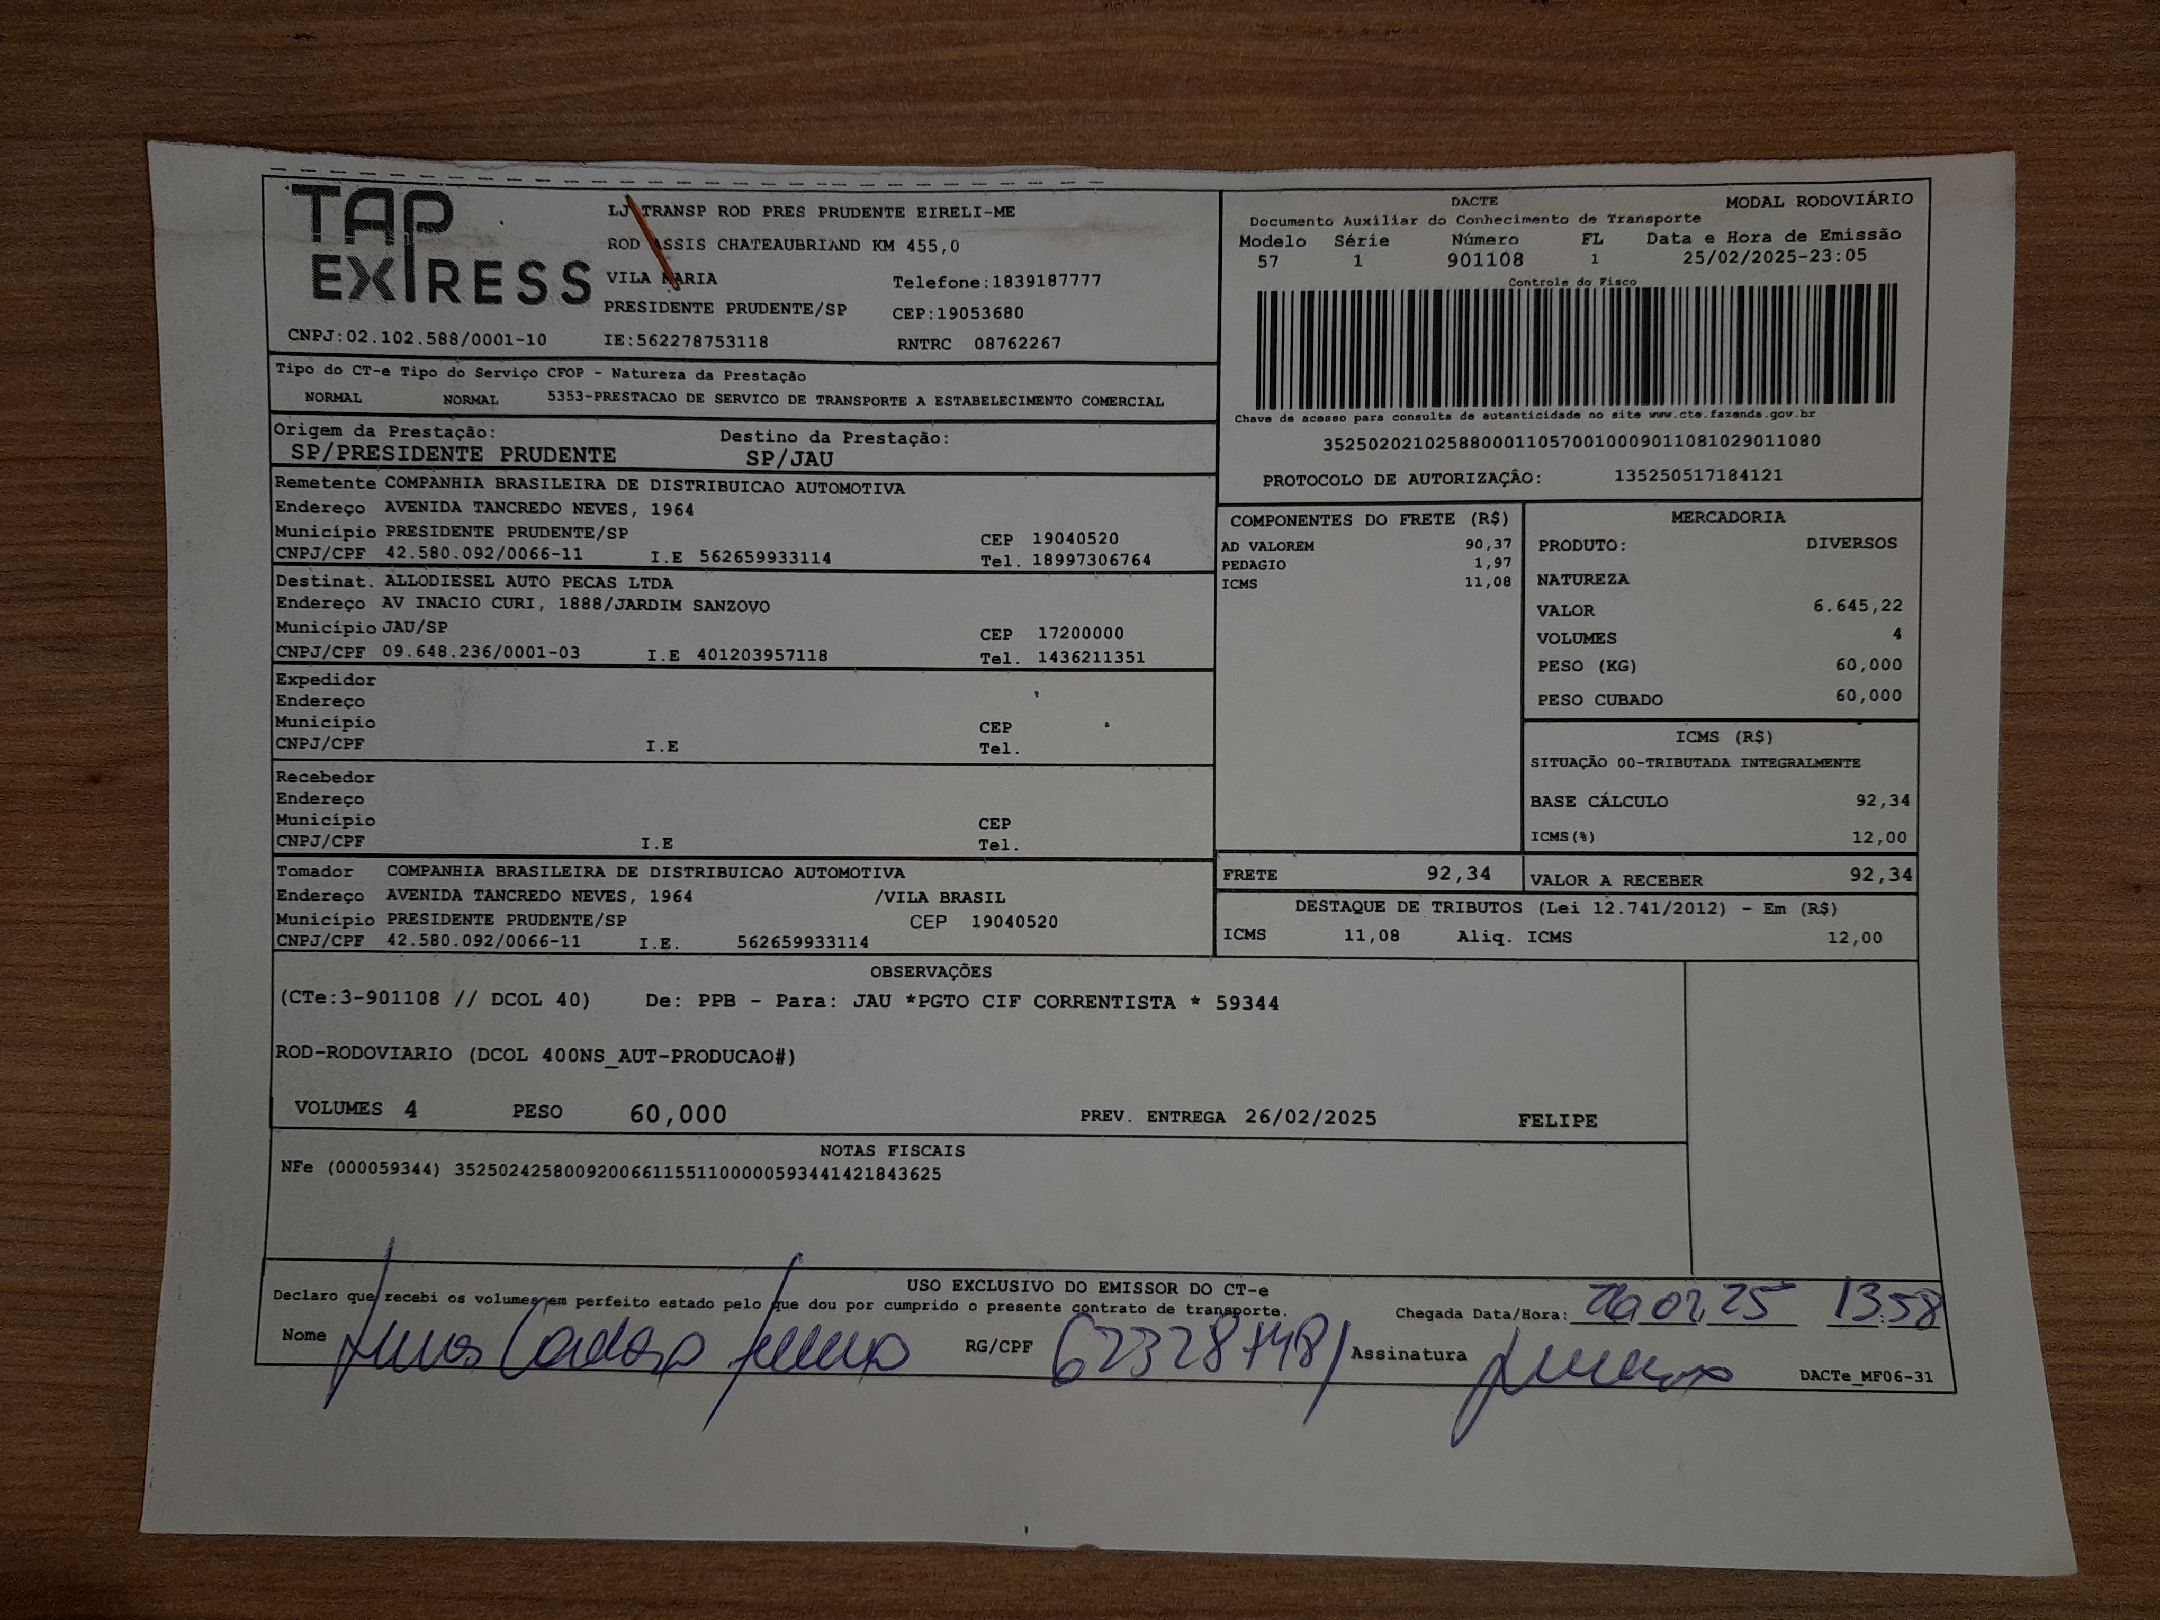 TAP
EXPRESS
CNPJ:02.102.588/0001-10
LJ TRANSP ROD PRES PRUDENTE EIRELI-ME
ROD ASSIS CHATEAUBRIAND KM 455,0
VILA MARIA Telefone:1839187777
PRESIDENTE PRUDENTE/SP CEP:19053680
IE:562278753118 RNTRC 08762267
DACTE MODAL RODOVIÁRIO
Documento Auxiliar do Conhecimento de Transporte
Modelo Série Número FL Data e Hora de Emissão
57 1 901108 1 25/02/2025-23:05
Controle do Fisco
Chave de acesso para consulta de autenticidade no site www.cte.fazenda.gov.br
35250202102588000110570010009011081029011080
PROTOCOLO DE AUTORIZAÇÂO: 135250517184121
Tipo do CT-e Tipo do Serviço CFOP - Natureza da Prestação
NORMAL NORMAL 5353-PRESTACAO DE SERVICO DE TRANSPORTE A ESTABELECIMENTO COMERCIAL
Origem da Prestação: Destino da Prestação:
SP/PRESIDENTE PRUDENTE SP/JAU
Remetente COMPANHIA BRASILEIRA DE DISTRIBUICAO AUTOMOTIVA
Endereço AVENIDA TANCREDO NEVES, 1964
Município PRESIDENTE PRUDENTE/SP CEP 19040520
CNPJ/CPF 42.580.092/0066-11 I.E 562659933114 Tel. 18997306764
Destinat. ALLODIESEL AUTO PECAS LTDA
Endereço AV INACIO CURI, 1888/JARDIM SANZOVO
Município JAU/SP CEP 17200000
CNPJ/CPF 09.648.236/0001-03 I.E 401203957118 Tel. 1436211351
Expedidor
Endereço
Município CEP
CNPJ/CPF I.E Tel.
Recebedor
Endereço
Município CEP
CNPJ/CPF I.E Tel.
Tomador COMPANHIA BRASILEIRA DE DISTRIBUICAO AUTOMOTIVA
Endereço AVENIDA TANCREDO NEVES, 1964 /VILA BRASIL
Município PRESIDENTE PRUDENTE/SP CEP 19040520
CNPJ/CPF 42.580.092/0066-11 I.E. 562659933114
COMPONENTES DO FRETE (R$)
AD VALOREM 90,37
PEDAGIO 1,97
ICMS 11,08
MERCADORIA
PRODUTO: DIVERSOS
NATUREZA
VALOR 6.645,22
VOLUMES 4
PESO (KG) 60,000
PESO CUBADO 60,000
ICMS (R$)
SITUAÇÃO 00-TRIBUTADA INTEGRALMENTE
BASE CÁLCULO 92,34
ICMS(%) 12,00
FRETE 92,34 VALOR A RECEBER 92,34
DESTAQUE DE TRIBUTOS (Lei 12.741/2012) - Em (R$)
ICMS 11,08 Aliq. ICMS 12,00
OBSERVAÇÕES
(CTe:3-901108 // DCOL 40) De: PPB - Para: JAU *PGTO CIF CORRENTISTA * 59344
ROD-RODOVIARIO (DCOL 400NS_AUT-PRODUCAO#)
VOLUMES 4 PESO 60,000 PREV. ENTREGA 26/02/2025 FELIPE
NOTAS FISCAIS
NFe (000059344) 35250242580092006611551100000593441421843625
USO EXCLUSIVO DO EMISSOR DO CT-e
Declaro que recebi os volumes em perfeito estado pelo que dou por cumprido o presente contrato de transporte.
Chegada Data/Hora: 26 02 25 13:58
Nome RG/CPF Assinatura
DACTe_MF06-31